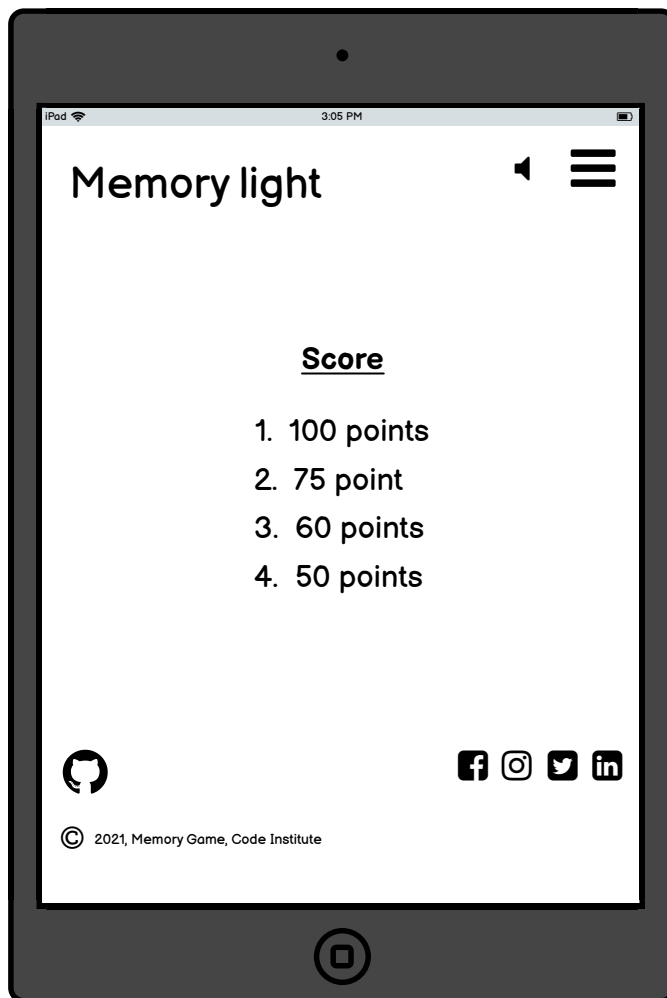 iPad 3:05 PM
Memory light
Score
1. 100 points
2. 75 point
3. 60 points
4. 50 points
© 2021, Memory Game, Code Institute